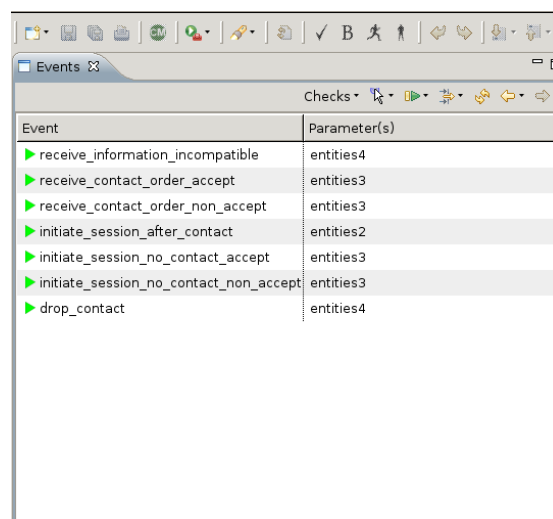 B
Events
Checks
Event Parameter(s)
receive_information_incompatible entities4
receive_contact_order_accept entities3
receive_contact_order_non_accept entities3
initiate_session_after_contact entities2
initiate_session_no_contact_accept entities3
initiate_session_no_contact_non_accept entities3
drop_contact entities4